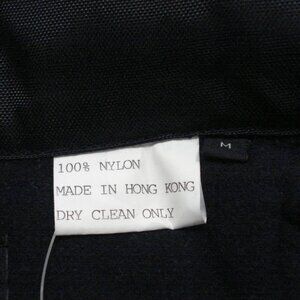 100% NYLON
MADE IN HONG KONG
DRY CLEAN ONLY
M